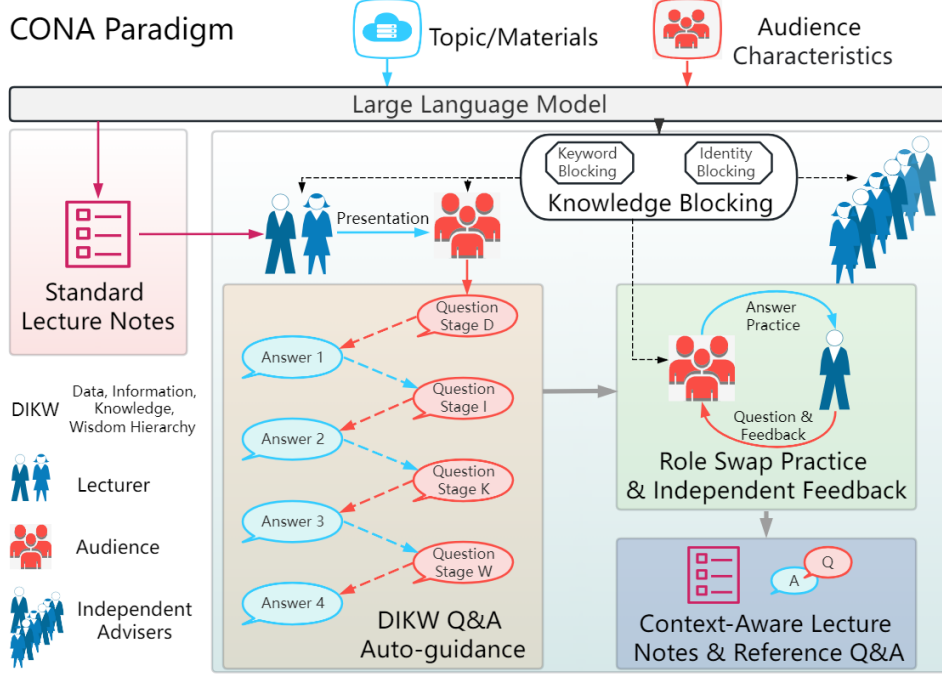 CONA Paradigm
Topic/Materials
Audience
Characteristics
Large Language Model
Keyword
Blocking
Identity
Blocking
Knowledge Blocking
Presentation
Standard
Lecture Notes
Question
Stage D
Answer 1
Question
Stage I
Answer 2
Question
Stage K
Answer 3
Question
Stage W
Answer 4
DIKW Q&A
Auto-guidance
Answer
Practice
Question &
Feedback
Role Swap Practice
& Independent Feedback
Q
A
Context-Aware Lecture
Notes & Reference Q&A
DIKW
Data, Information,
Knowledge,
Wisdom Hierarchy
Lecturer
Audience
Independent
Advisers